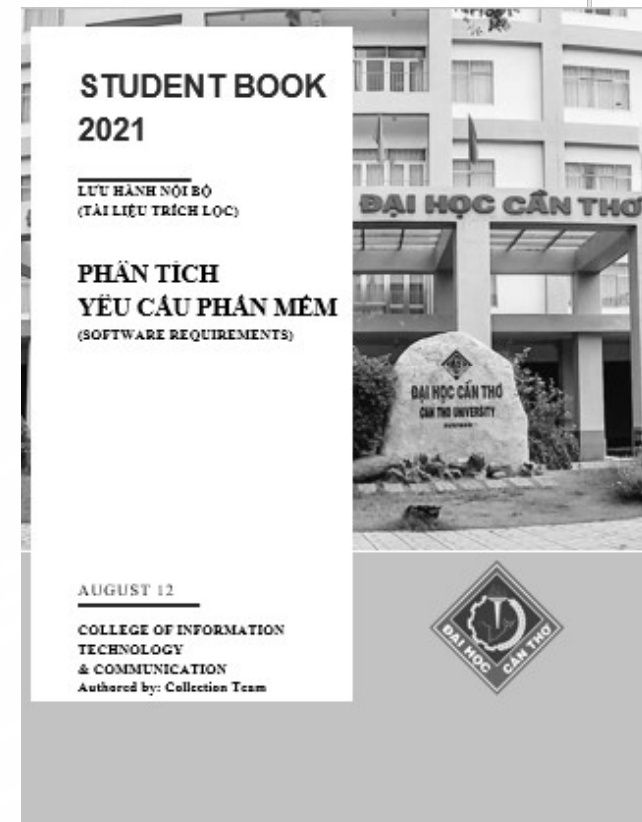 STUDENT BOOK
2021
LƯU HÀNH NỘI BỘ
(TÀI LIỆU TRÍCH LỌC)
PHÂN TÍCH
YÊU CẦU PHẦN MỀM
(SOFTWARE REQUIREMENTS)
ĐẠI HỌC CẦN THƠ
ĐẠI HỌC CẦN THƠ
CAN THO UNIVERSITY
AUGUST 12
COLLEGE OF INFORMATION
TECHNOLOGY
& COMMUNICATION
Authored by: Collection Team
ĐẠI HỌC CẦN THƠ